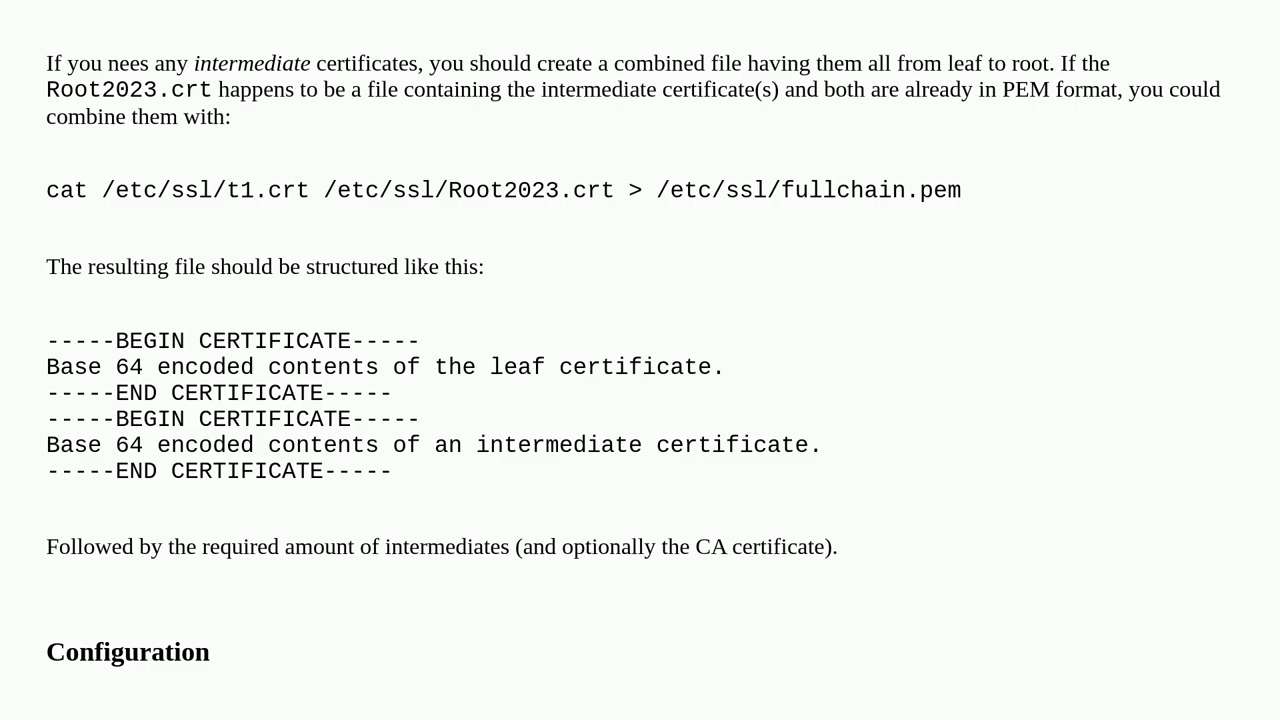 If you nees any intermediate certificates, you should create a combined file having them all from leaf to root. If the
Root2023.crt happens to be a file containing the intermediate certificate(s) and both are already in PEM format, you could
combine them with:
cat /etc/ssl/t1.crt /etc/ssl/Root2023.crt > /etc/ssl/fullchain.pem
The resulting file should be structured like this:
-----BEGIN CERTIFICATE-----
Base 64 encoded contents of the leaf certificate.
-----END CERTIFICATE-----
-----BEGIN CERTIFICATE-----
Base 64 encoded contents of an intermediate certificate.
-----END CERTIFICATE-----
Followed by the required amount of intermediates (and optionally the CA certificate).
Configuration